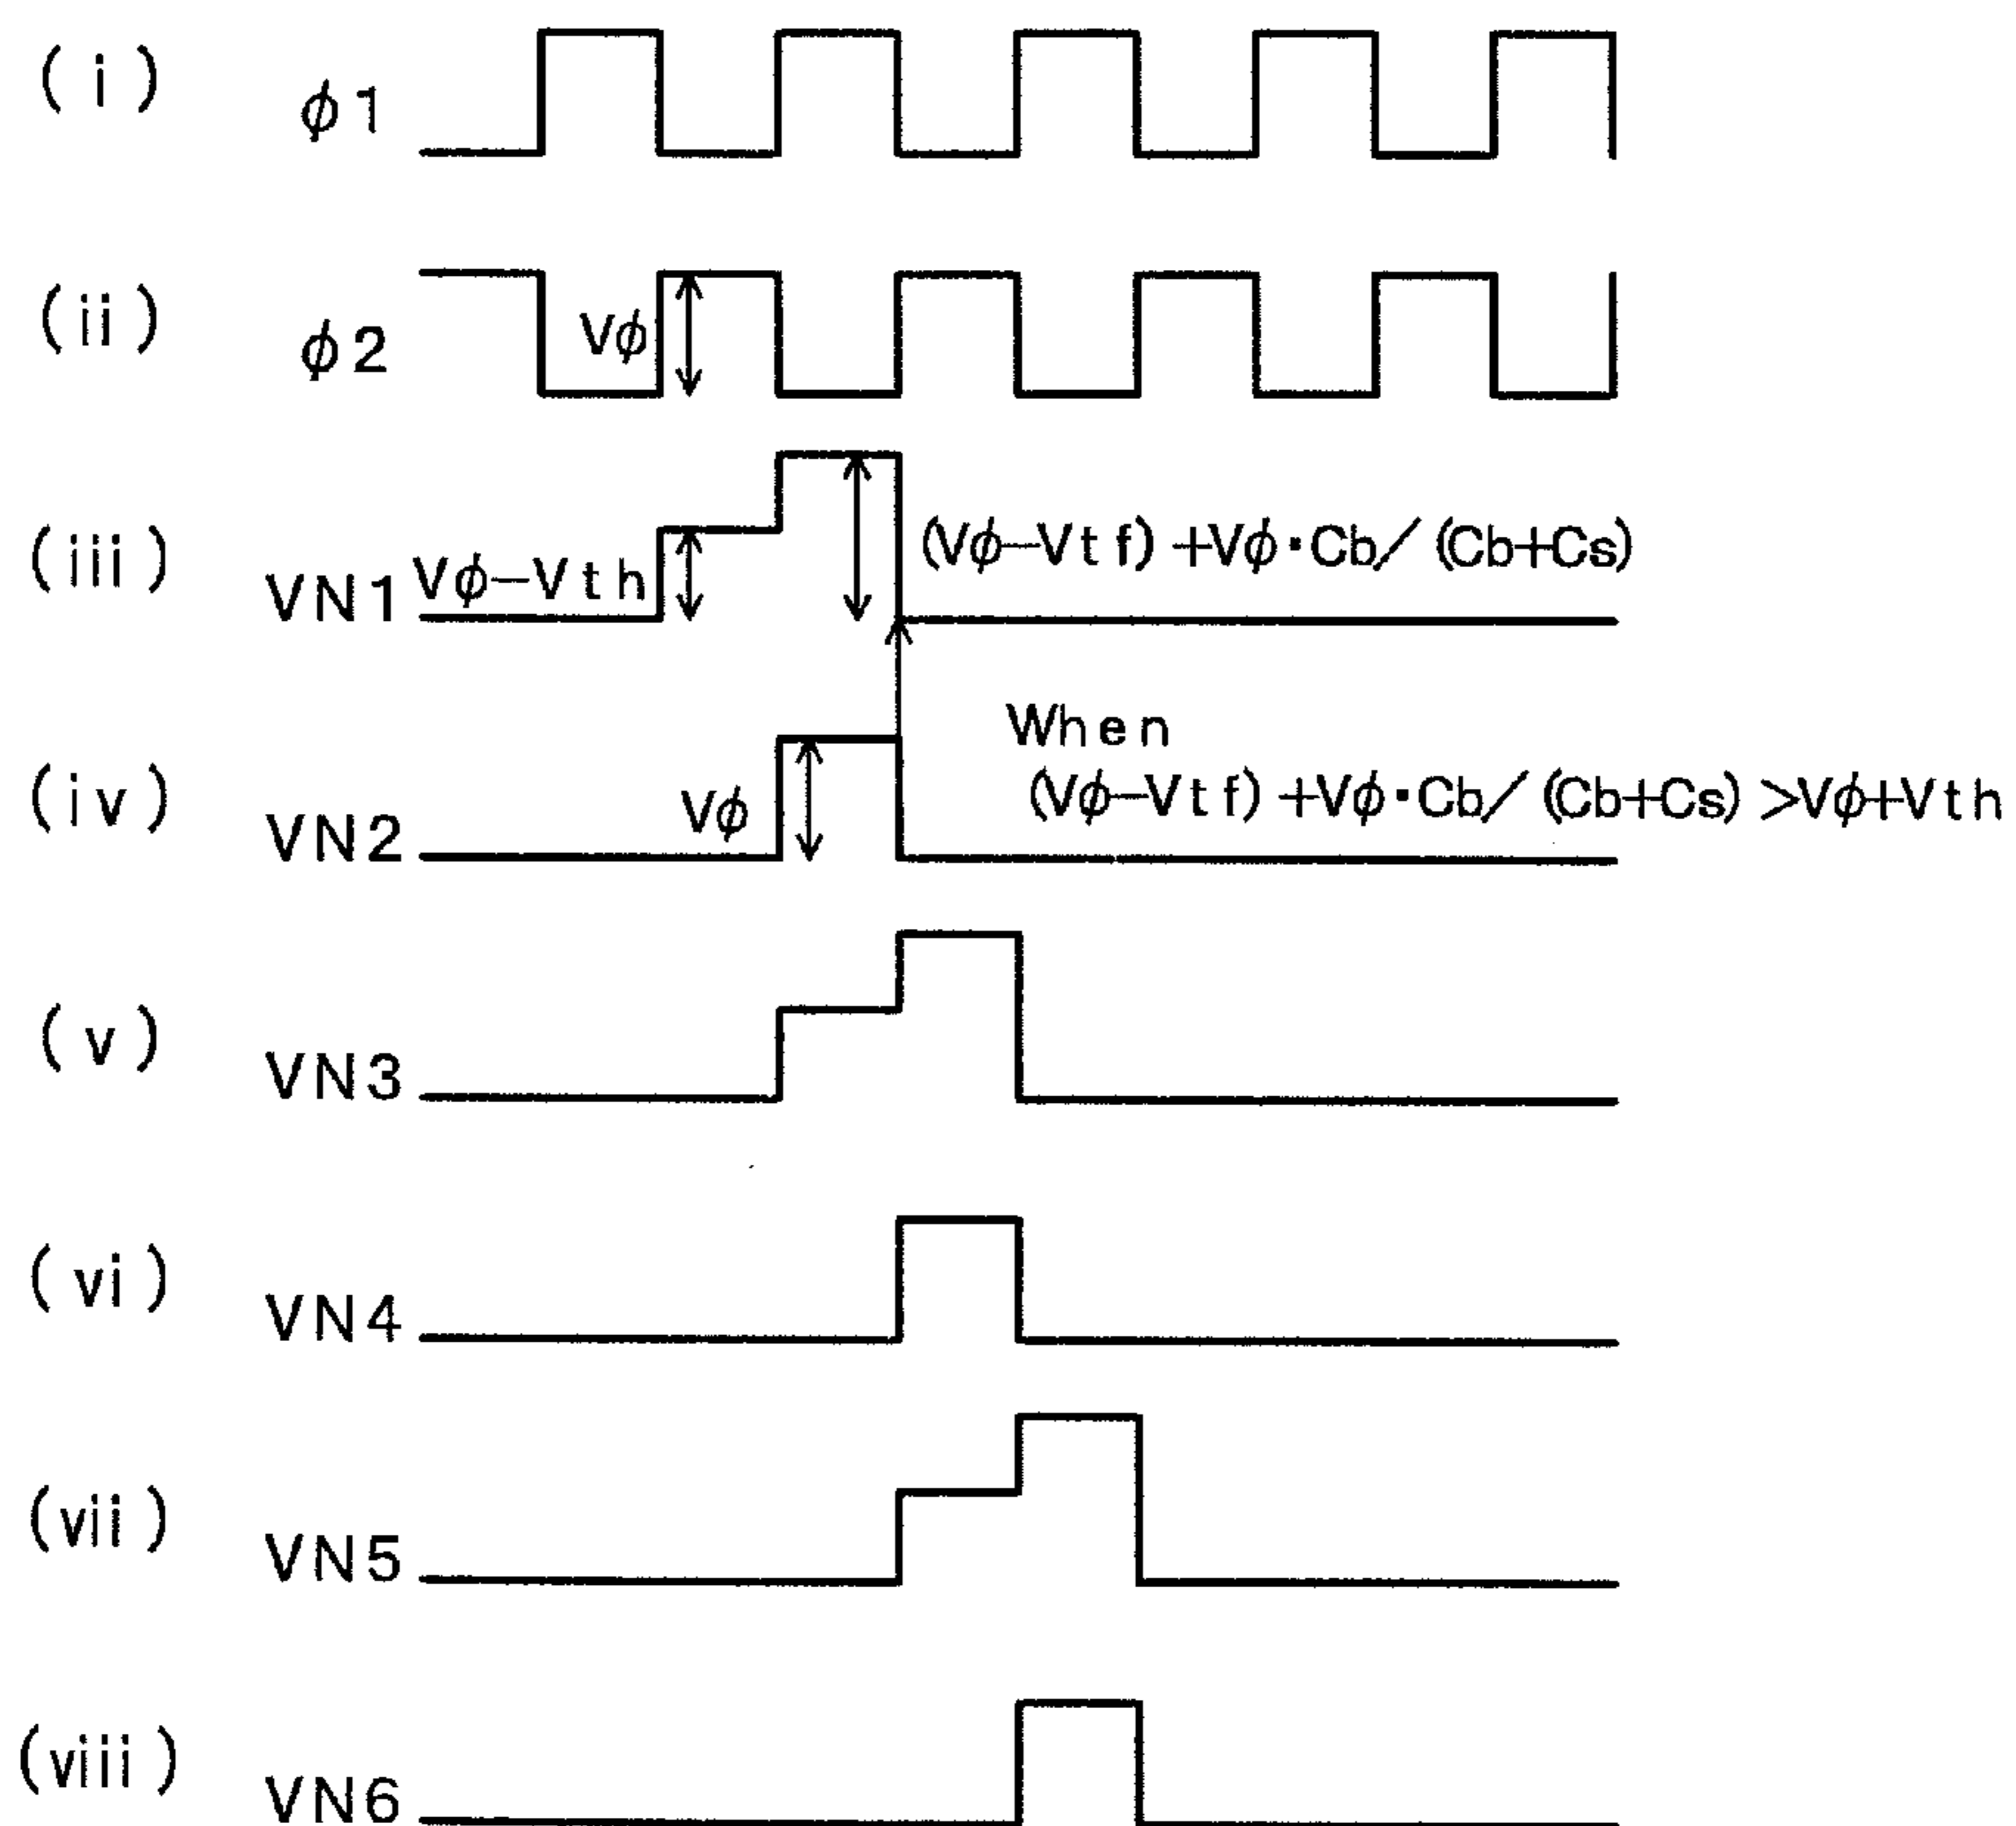 (i) ϕ1
(ii) ϕ2
Vϕ
(iii) VN1
Vϕ-Vth
(Vϕ-Vtf)+Vϕ·Cb/(Cb+Cs)
(iv) VN2
Vϕ
When
(Vϕ-Vtf)+Vϕ·Cb/(Cb+Cs)>Vϕ+Vth
(v) VN3
(vi) VN4
(vii) VN5
(viii) VN6